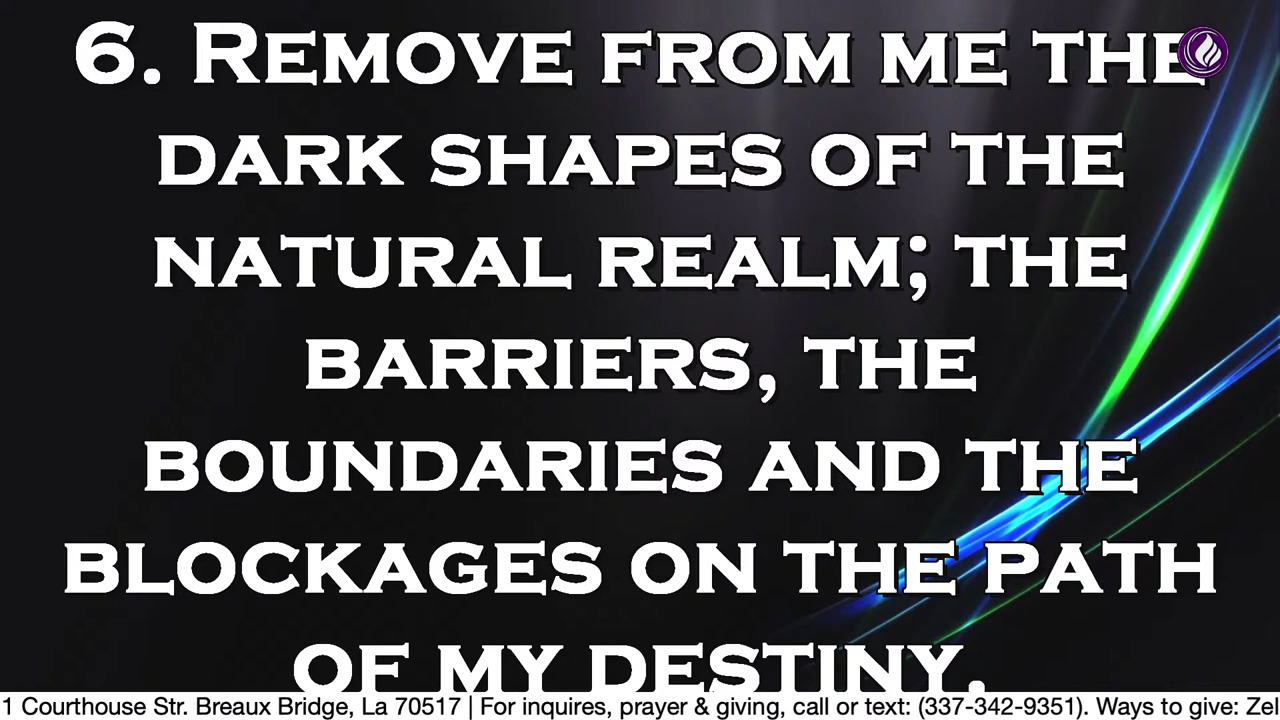 6. Remove from me the
dark shapes of the
natural realm; the
barriers, the
boundaries and the
blockages on the path
of my destiny.
1 Courthouse Str. Breaux Bridge, La 70517 | For inquires, prayer & giving, call or text: (337-342-9351). Ways to give: Zel